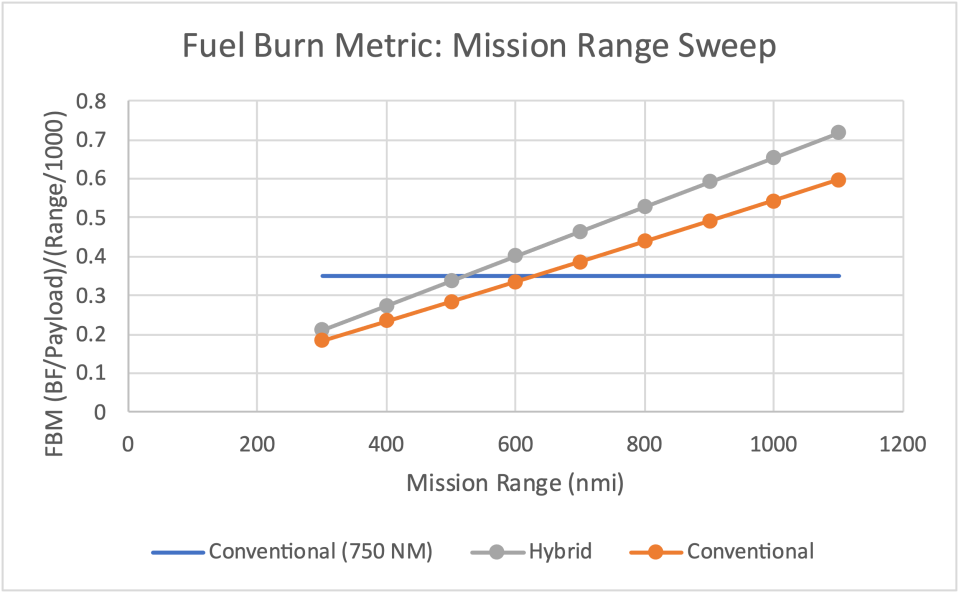 Fuel Burn Metric: Mission Range Sweep
FBM (BF/Payload)/(Range/1000)
0.8
0.7
0.6
0.5
0.4
0.3
0.2
0.1
0
0 200 400 600 800 1000 1200
Mission Range (nmi)
Conventional (750 NM) Hybrid Conventional